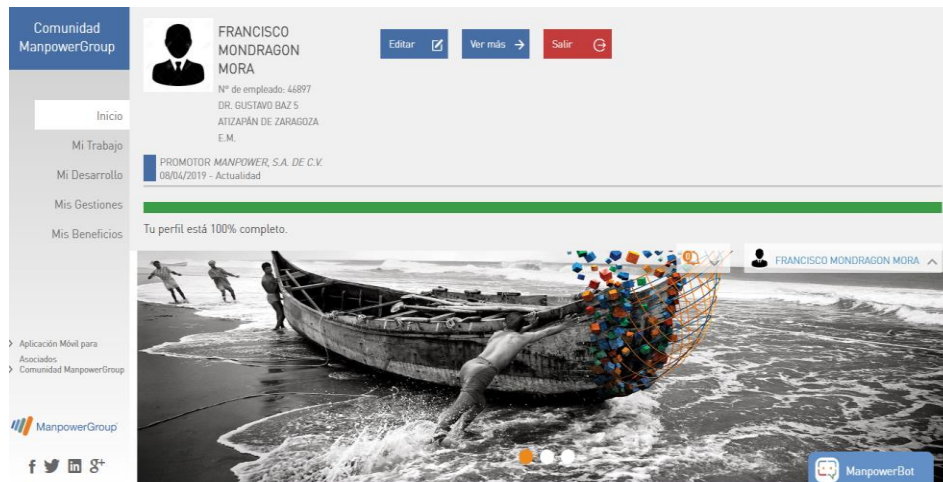 Comunidad
ManpowerGroup
Inicio
Mi Trabajo
Mi Desarrollo
Mis Gestiones
Mis Beneficios
Aplicación Móvil para
Asociados
Comunidad ManpowerGroup
ManpowerGroup
FRANCISCO
MONDRAGON
MORA
Nº de empleado: 46897
DR. GUSTAVO BAZ 5
ATIZAPÁN DE ZARAGOZA
E.M.
Editar
Ver más
Salir
PROMOTOR MANPOWER, S.A. DE C.V.
08/04/2019 - Actualidad
Tu perfil está 100% completo.
0
FRANCISCO MONDRAGON MORA
ManpowerBot